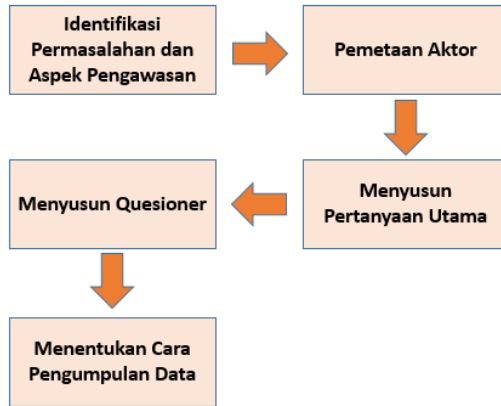 Identifikasi
Permasalahan dan
Aspek Pengawasan
Pemetaan Aktor
Menyusun
Pertanyaan Utama
Menyusun Quesioner
Menentukan Cara
Pengumpulan Data